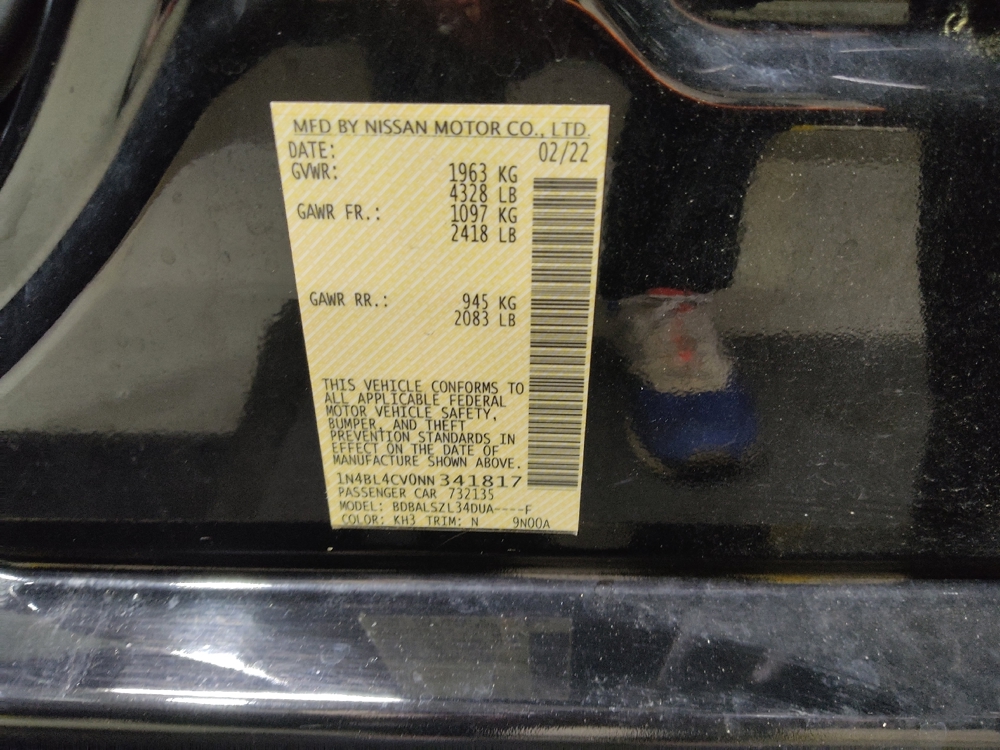 MFD BY NISSAN MOTOR CO., LTD.
DATE: 02/22
GVWR: 1963 KG
4328 LB
GAWR FR.: 1097 KG
2418 LB
GAWR RR.: 945 KG
2083 LB
THIS VEHICLE CONFORMS TO
ALL APPLICABLE FEDERAL
MOTOR VEHICLE SAFETY,
BUMPER, AND THEFT
PREVENTION STANDARDS IN
EFFECT ON THE DATE OF
MANUFACTURE SHOWN ABOVE.
1N4BL4CV0NN341817
PASSENGER CAR 732135
MODEL: BDBALSZL34DUA----F
COLOR: KH3 TRIM: N 9N00A